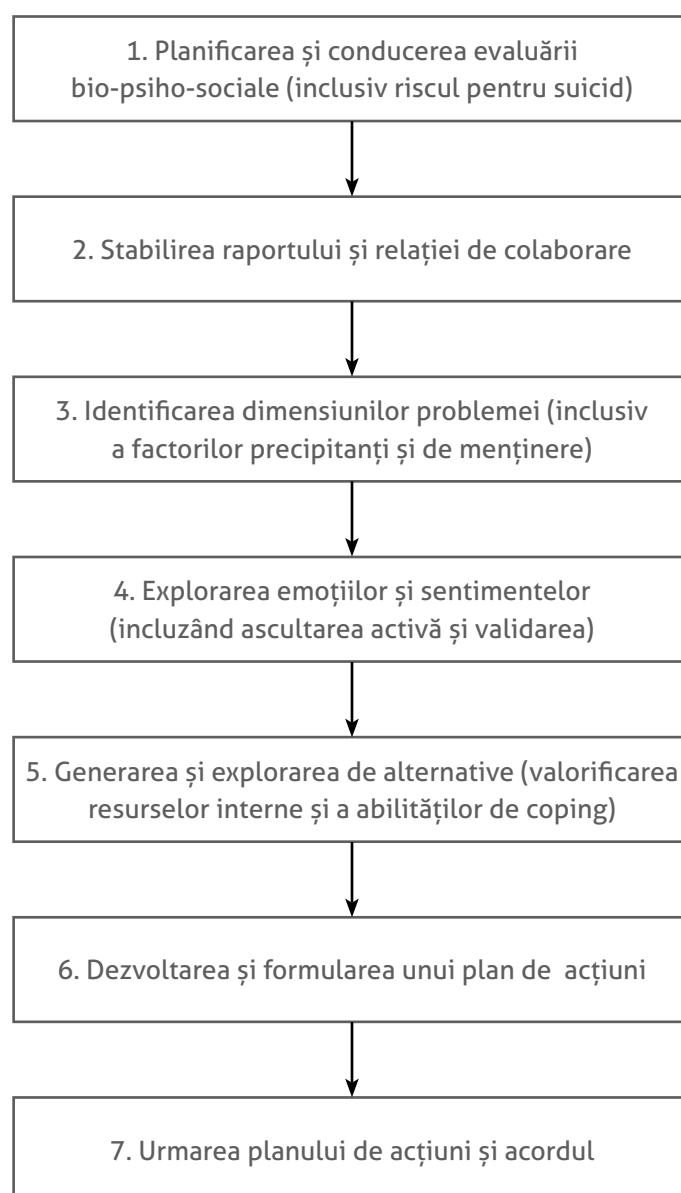 1. Planificarea și conducerea evaluării
bio-psiho-sociale (inclusiv riscul pentru suicid)
2. Stabilirea raportului și relației de colaborare
3. Identificarea dimensiunilor problemei (inclusiv
a factorilor precipitanți și de menținere)
4. Explorarea emoțiilor și sentimentelor
(incluzând ascultarea activă și validarea)
5. Generarea și explorarea de alternative (valorificarea
resurselor interne și a abilităților de coping)
6. Dezvoltarea și formularea unui plan de acțiuni
7. Urmarea planului de acțiuni și acordul